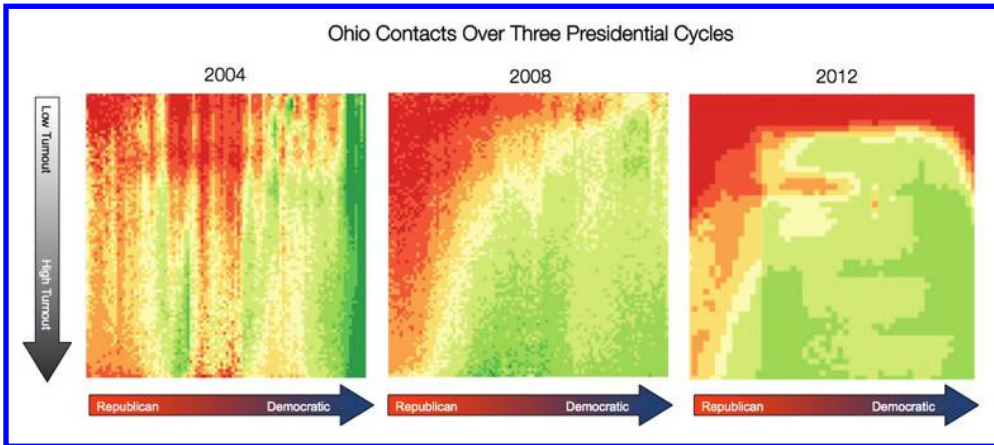 Ohio Contacts Over Three Presidential Cycles
2004
2008
2012
Low Turnout
High Turnout
Republican
Democratic
Republican
Democratic
Republican
Democratic